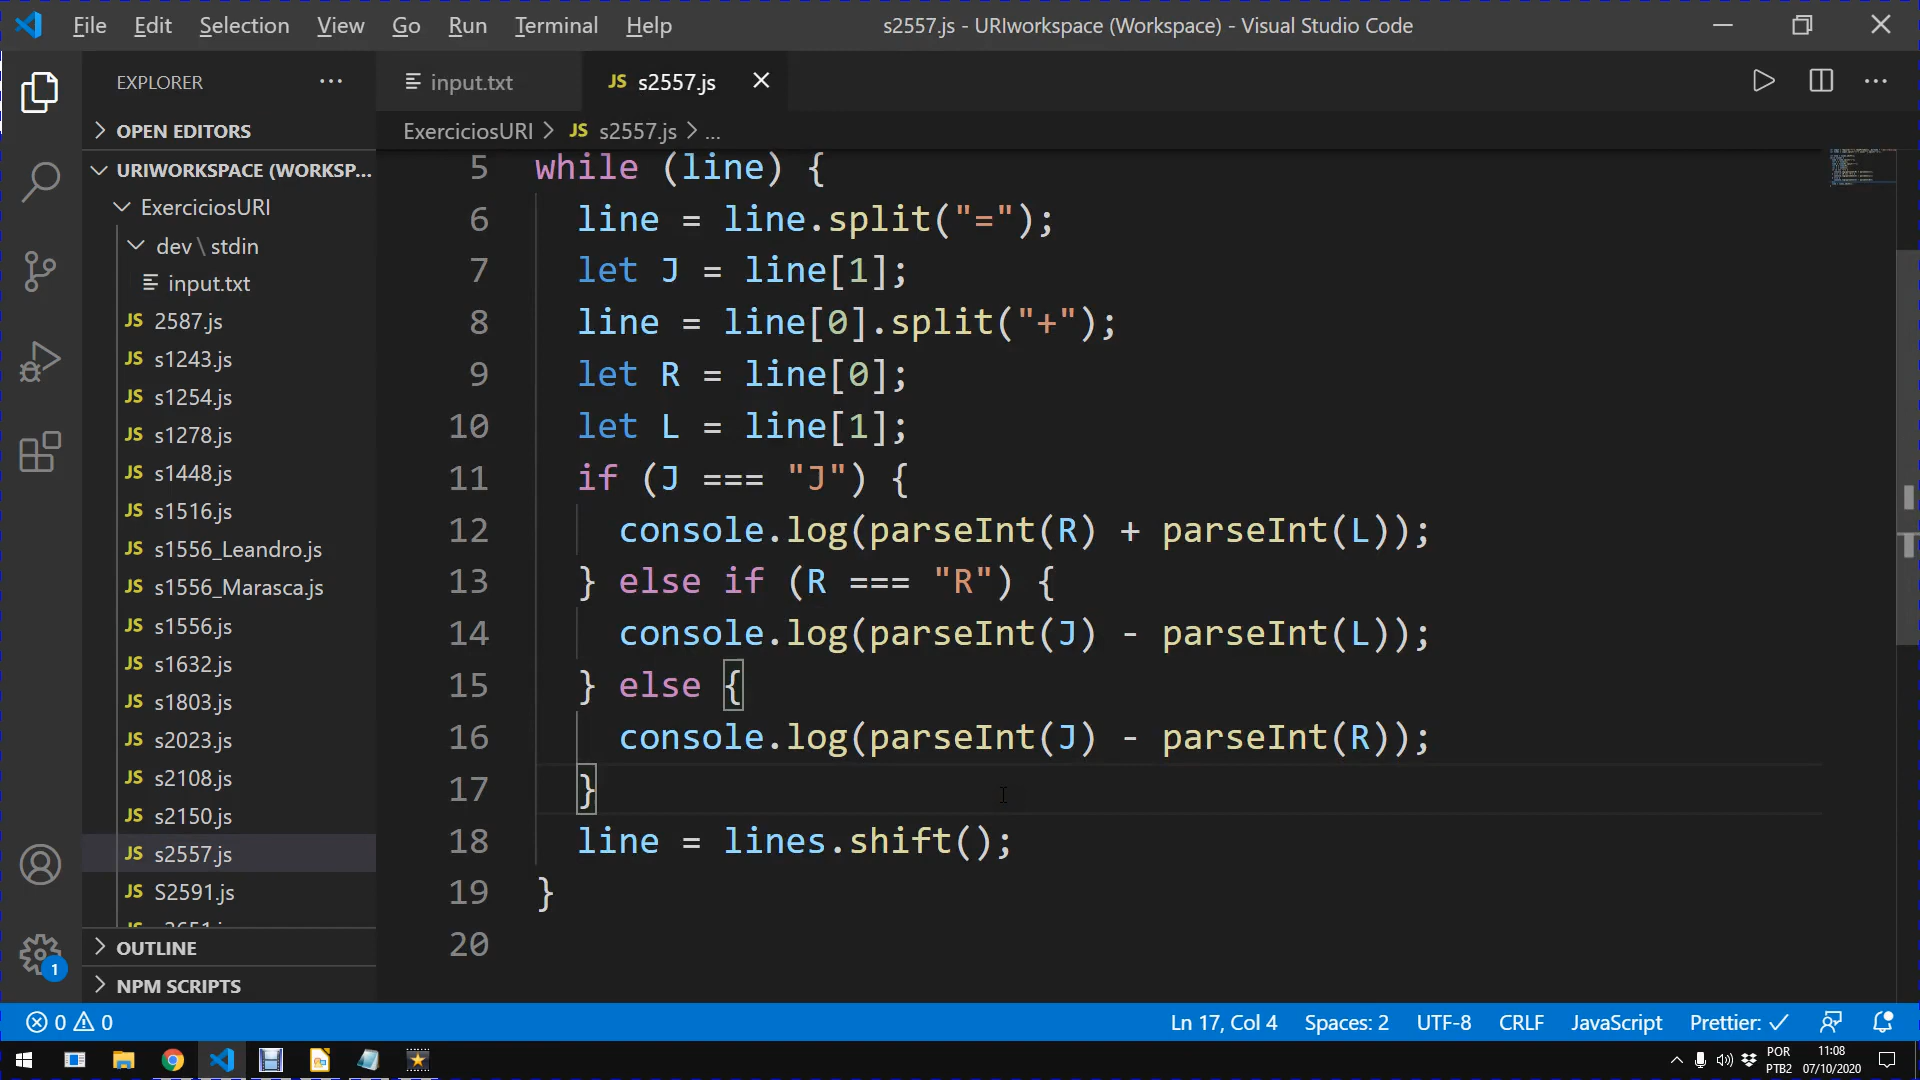 File Edit Selection View Go Run Terminal Help s2557.js - URIworkspace (Workspace) - Visual Studio Code
EXPLORER ···
OPEN EDITORS
URIWORKSPACE (WORKSP...
ExerciciosURI
dev \ stdin
input.txt
JS 2587.js
JS s1243.js
JS s1254.js
JS s1278.js
JS s1448.js
JS s1516.js
JS s1556_Leandro.js
JS s1556_Marasca.js
JS s1556.js
JS s1632.js
JS s1803.js
JS s2023.js
JS s2108.js
JS s2150.js
JS s2557.js
JS S2591.js
OUTLINE
NPM SCRIPTS
1
input.txt JS s2557.js
ExerciciosURI > JS s2557.js > ...
5 while (line) {
6 line = line.split("=");
7 let J = line[1];
8 line = line[0].split("+");
9 let R = line[0];
10 let L = line[1];
11 if (J === "J") {
12 console.log(parseInt(R) + parseInt(L));
13 } else if (R === "R") {
14 console.log(parseInt(J) - parseInt(L));
15 } else {
16 console.log(parseInt(J) - parseInt(R));
17 }
18 line = lines.shift();
19 }
20
0 0 Ln 17, Col 4 Spaces: 2 UTF-8 CRLF JavaScript Prettier: ✓
POR
PTB2
11:08
07/10/2020